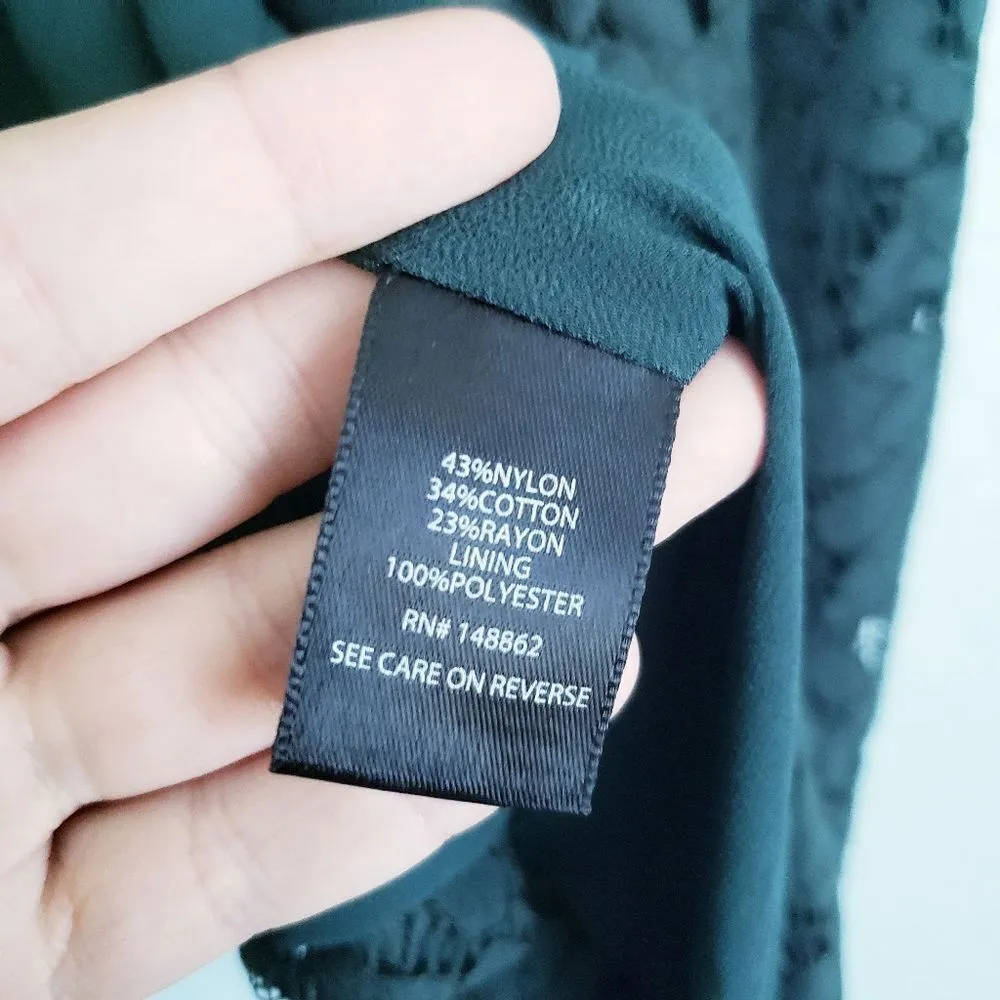 43%NYLON
34%COTTON
23%RAYON
LINING
100%POLYESTER
RN# 148862
SEE CARE ON REVERSE